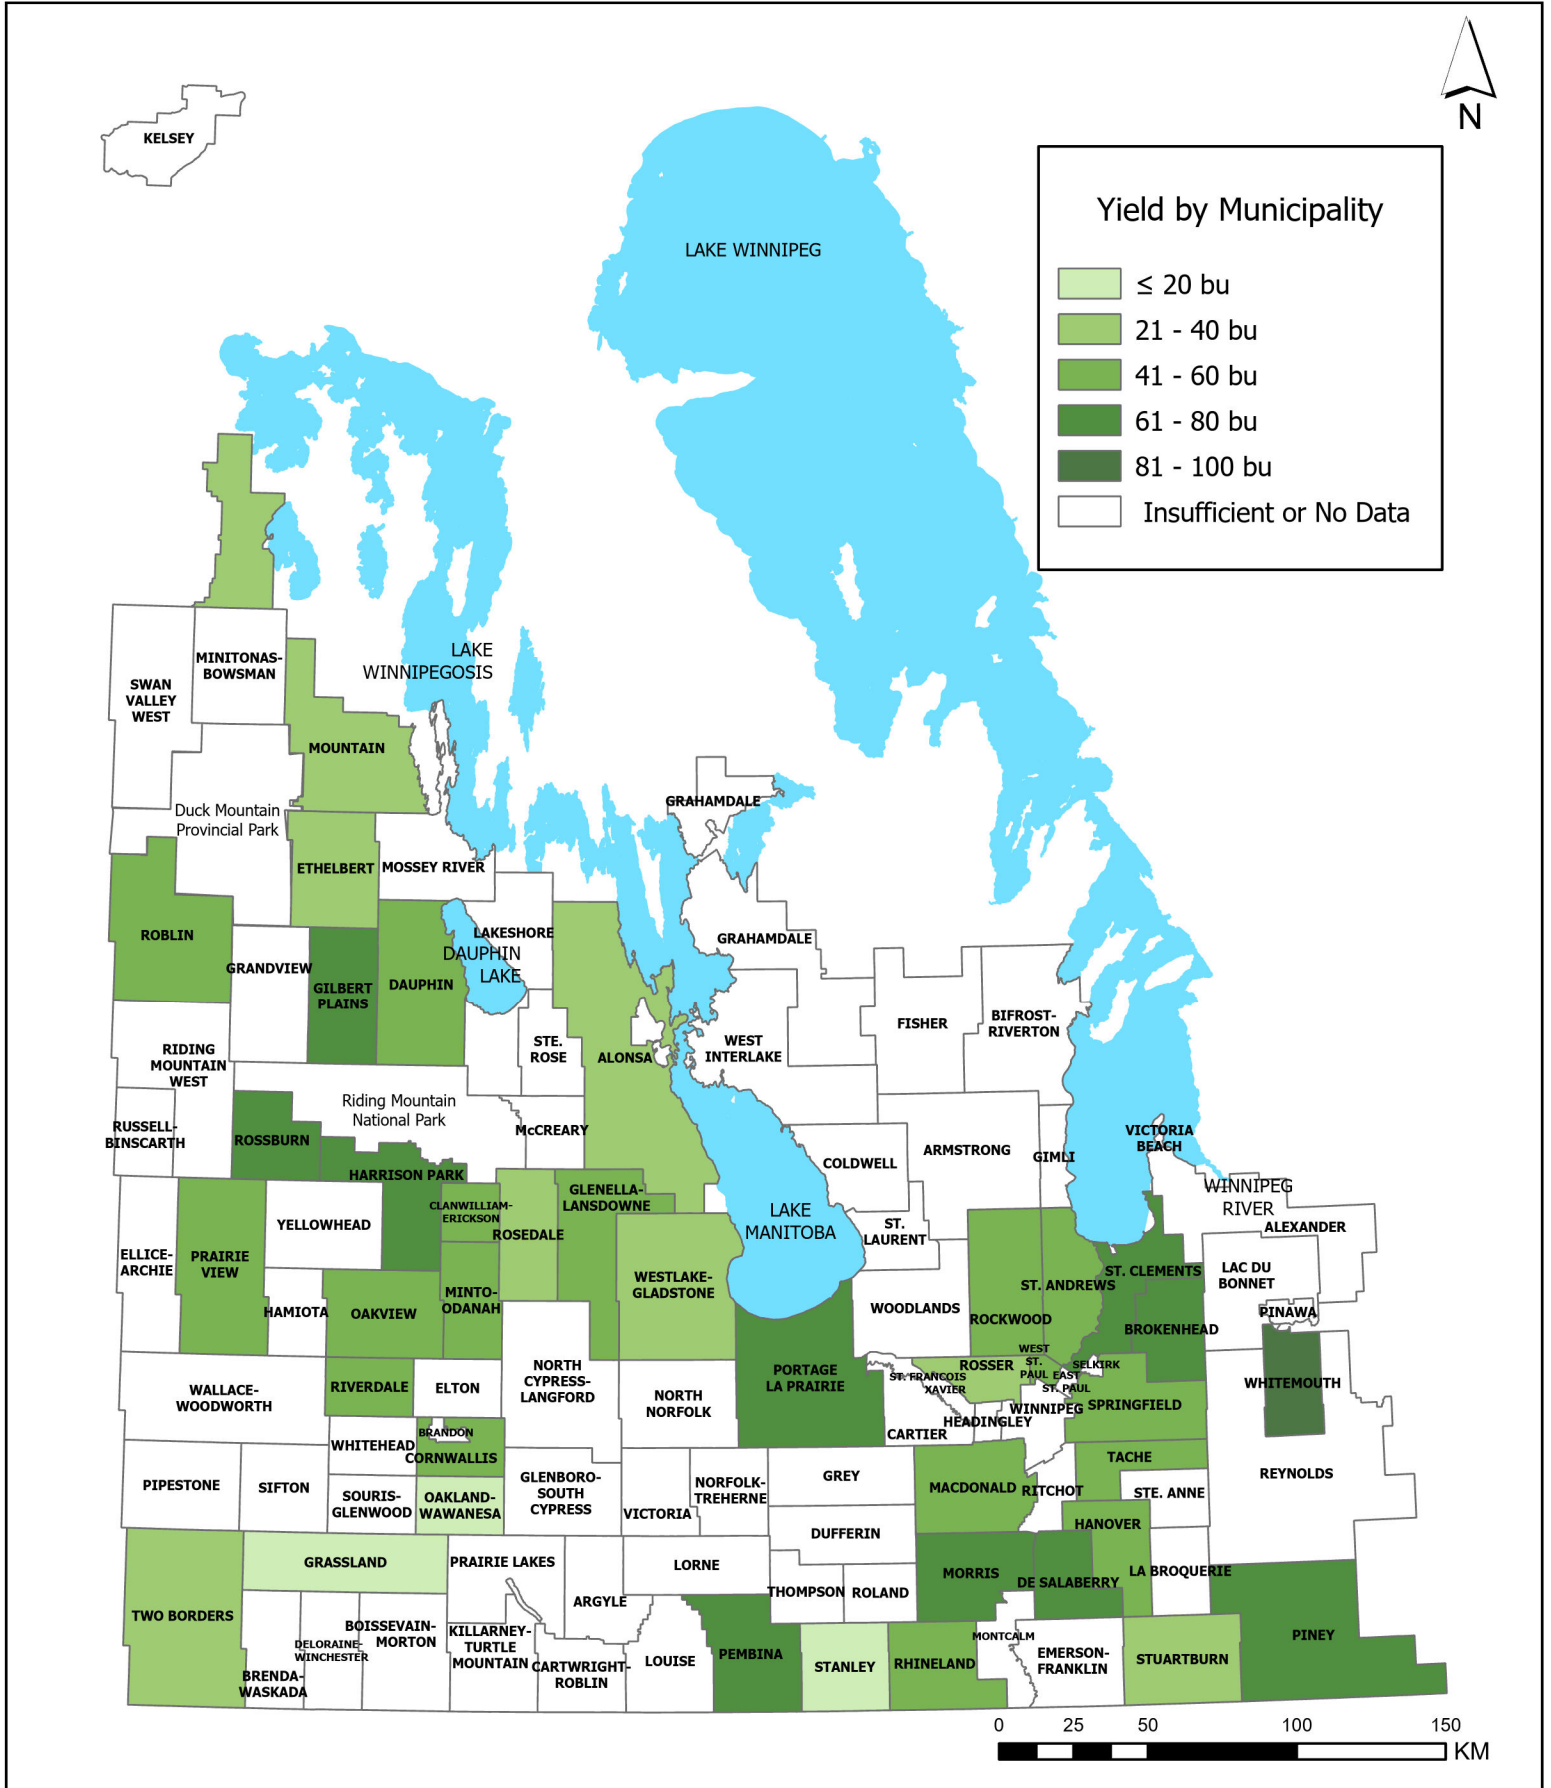 N
KELSEY
LAKE WINNIPEG
Yield by Municipality
≤ 20 bu
21 - 40 bu
41 - 60 bu
61 - 80 bu
81 - 100 bu
Insufficient or No Data
LAKE
WINNIPEGOSIS
MINITONAS-
BOWSMAN
SWAN
VALLEY
WEST
MOUNTAIN
Duck Mountain
Provincial Park
GRAHAMDALE
ETHELBERT
MOSSEY RIVER
ROBLIN
LAKESHORE
DAUPHIN
LAKE
GRAHAMDALE
GRANDVIEW
GILBERT
PLAINS
DAUPHIN
FISHER
BIFROST-
RIVERTON
STE.
ROSE
ALONSA
WEST
INTERLAKE
RIDING
MOUNTAIN
WEST
Riding Mountain
National Park
RUSSELL-
BINSCARTH
ROSSBURN
McCREARY
VICTORIA
BEACH
ARMSTRONG
GIMLI
COLDWELL
HARRISON PARK
GLENELLA-
LANSDOWNE
CLANWILLIAM-
ERICKSON
ROSEDALE
YELLOWHEAD
LAKE
MANITOBA
ST.
LAURENT
WINNIPEG
RIVER
ALEXANDER
ELLICE-
ARCHIE
PRAIRIE
VIEW
WESTLAKE-
GLADSTONE
ST. CLEMENTS
LAC DU
BONNET
ST. ANDREWS
MINTO-
ODANAH
HAMIOTA
OAKVIEW
WOODLANDS
ROCKWOOD
PINAWA
BROKENHEAD
WALLACE-
WOODWORTH
RIVERDALE
ELTON
NORTH
CYPRESS-
LANGFORD
NORTH
NORFOLK
PORTAGE
LA PRAIRIE
ST. FRANCOIS
XAVIER
ROSSER
WEST
ST.
PAUL
EAST
ST. PAUL
SELKIRK
WHITEMOUTH
SPRINGFIELD
WINNIPEG
HEADINGLEY
CARTIER
BRANDON
WHITEHEAD
CORNWALLIS
TACHE
REYNOLDS
PIPESTONE
SIFTON
SOURIS-
GLENWOOD
OAKLAND-
WAWANESA
GLENBORO-
SOUTH
CYPRESS
VICTORIA
NORFOLK-
TREHERNE
GREY
MACDONALD
RITCHOT
STE. ANNE
HANOVER
DUFFERIN
GRASSLAND
PRAIRIE LAKES
LORNE
LA BROQUERIE
MORRIS
DE SALABERRY
THOMPSON
ROLAND
ARGYLE
TWO BORDERS
BOISSEVAIN-
MORTON
DELORAINE-
WINCHESTER
BRENDA-
WASKADA
KILLARNEY-
TURTLE
MOUNTAIN
CARTWRIGHT-
ROBLIN
LOUISE
PEMBINA
STANLEY
RHINELAND
MONTCALM
EMERSON-
FRANKLIN
STUARTBURN
PINEY
0 25 50 100 150
KM